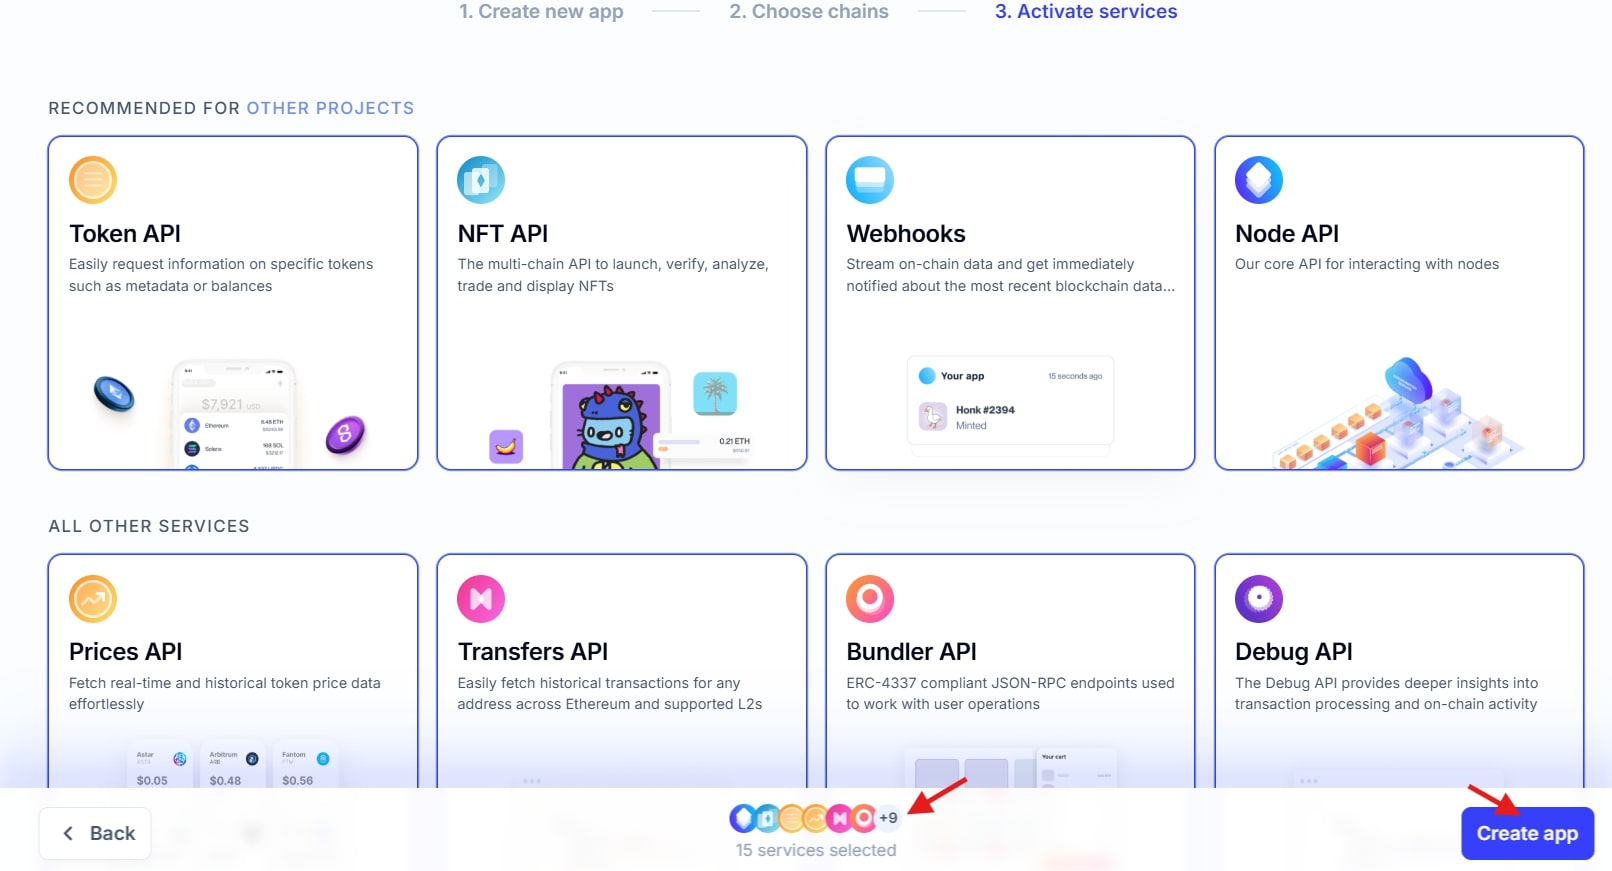 1. Create new app
2. Choose chains
3. Activate services
RECOMMENDED FOR OTHER PROJECTS
Token API
Easily request information on specific tokens
such as metadata or balances
$7,921 USD
Ethereum
Solana
NFT API
The multi-chain API to launch, verify, analyze,
trade and display NFTs
0.21 ETH
Webhooks
Stream on-chain data and get immediately
notified about the most recent blockchain data...
Your app
15 seconds ago
Honk #2394
Minted
Node API
Our core API for interacting with nodes
ALL OTHER SERVICES
Prices API
Fetch real-time and historical token price data
effortlessly
Astar
$0.05
Arbitrum
ARB
$0.48
Fantom
FTM
$0.56
Transfers API
Easily fetch historical transactions for any
address across Ethereum and supported L2s
Bundler API
ERC-4337 compliant JSON-RPC endpoints used
to work with user operations
Your cart
Debug API
The Debug API provides deeper insights into
transaction processing and on-chain activity
Back
+9
15 services selected
Create app